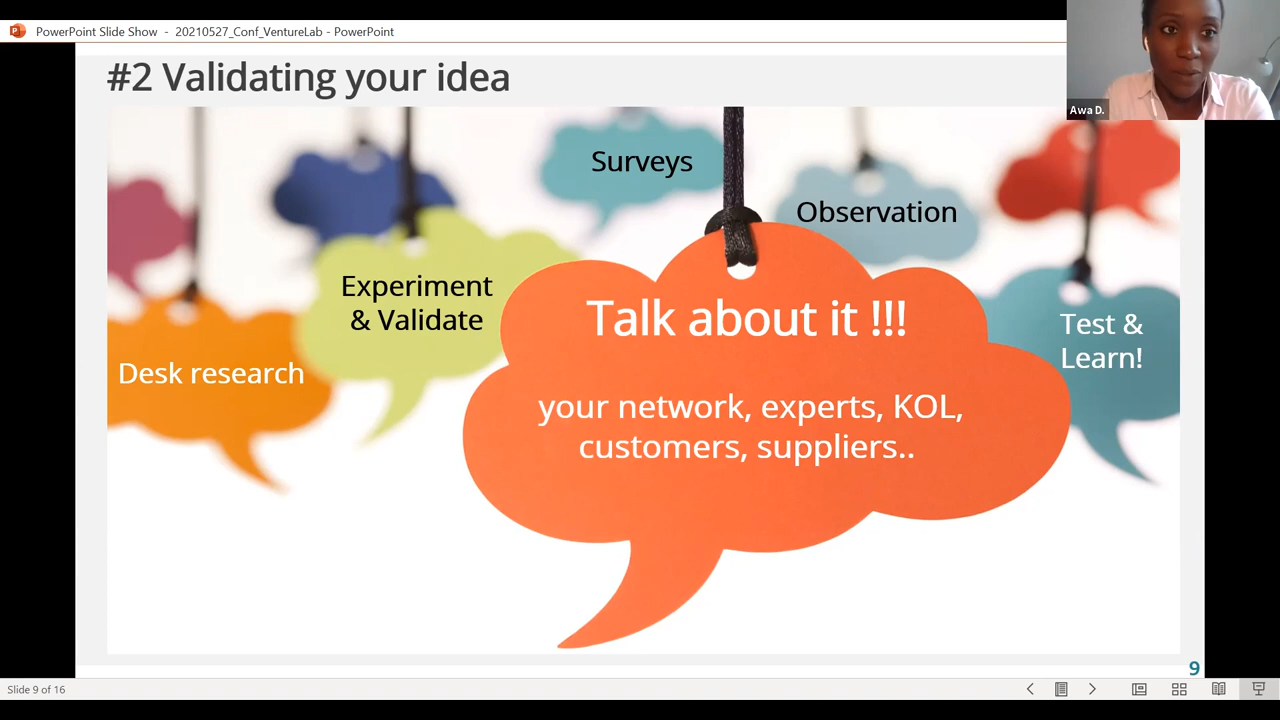 PowerPoint Slide Show - 20210527_Conf_VentureLab - PowerPoint
#2 Validating your idea
Awa D.
Surveys
Observation
Experiment
& Validate
Talk about it !!!
Test &
Learn!
Desk research
your network, experts, KOL,
customers, suppliers..
9
Slide 9 of 16